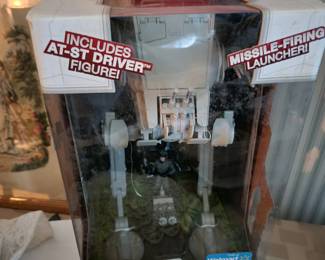 INCLUDES
AT-ST DRIVER™
FIGURE!
MISSILE-FIRING
LAUNCHER!